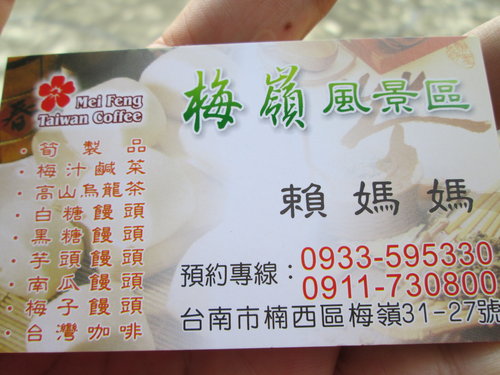 Mei Feng
Taiwan Coffee
梅嶺風景區
· 筍製品
· 梅汁鹹菜
· 高山烏龍茶
· 白糖饅頭
· 黑糖饅頭
· 芋頭饅頭
· 南瓜饅頭
· 梅子饅頭
· 台灣咖啡
賴媽媽
預約專線：0933-595330
0911-730800
台南市楠西區梅嶺31-27號